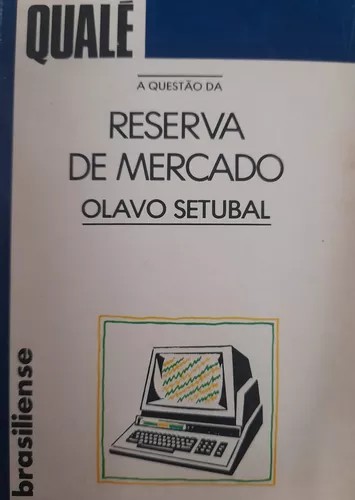 QUALÉ
A QUESTÃO DA
RESERVA
DE MERCADO
OLAVO SETUBAL
brasiliense